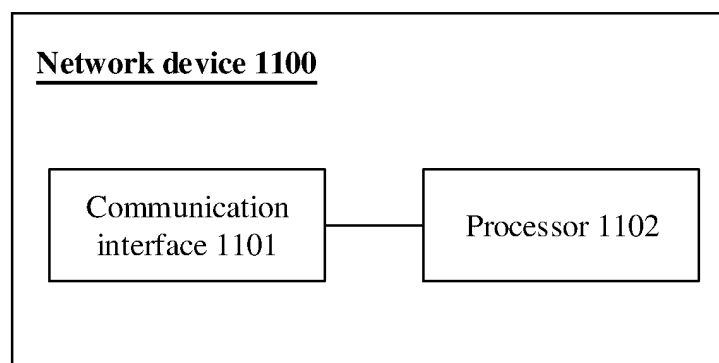 Network device 1100
Communication
interface 1101
Processor 1102